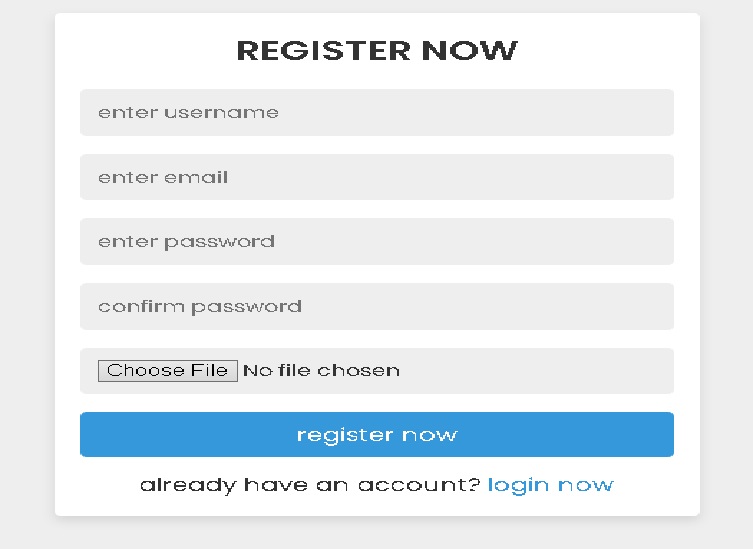 REGISTER NOW
enter username
enter email
enter password
confirm password
Choose File No file chosen
register now
already have an account? login now